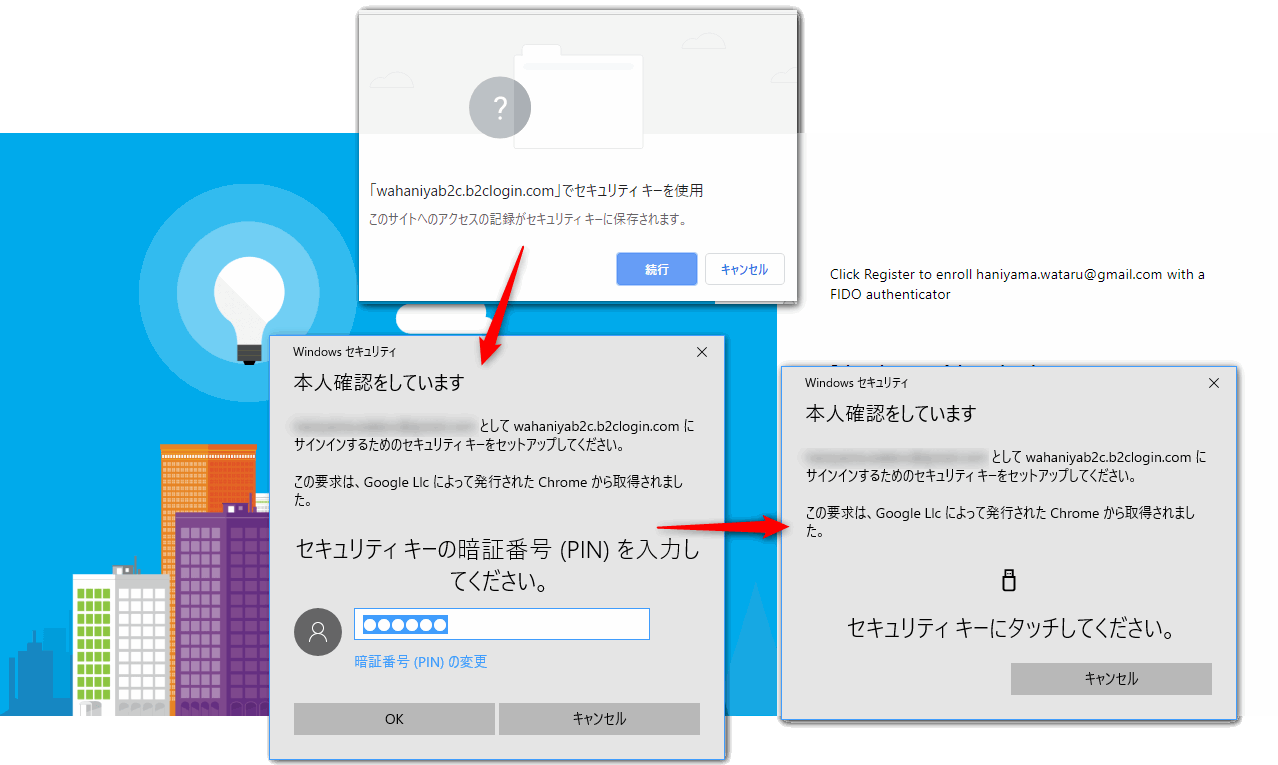 ?
「wahaniyab2c.b2clogin.com」でセキュリティ キーを使用
このサイトへのアクセスの記録がセキュリティ キーに保存されます。
続行
キャンセル
Click Register to enroll haniyama.wataru@gmail.com with a
FIDO authenticator
Windows セキュリティ
本人確認をしています
として wahaniyab2c.b2clogin.com に
サインインするためのセキュリティ キーをセットアップしてください。
この要求は、Google Llc によって発行された Chrome から取得されまし
た。
セキュリティ キーの暗証番号 (PIN) を入力し
てください。
暗証番号 (PIN) の変更
OK
キャンセル
Windows セキュリティ
本人確認をしています
として wahaniyab2c.b2clogin.com に
サインインするためのセキュリティ キーをセットアップしてください。
この要求は、Google Llc によって発行された Chrome から取得されまし
た。
セキュリティ キーにタッチしてください。
キャンセル